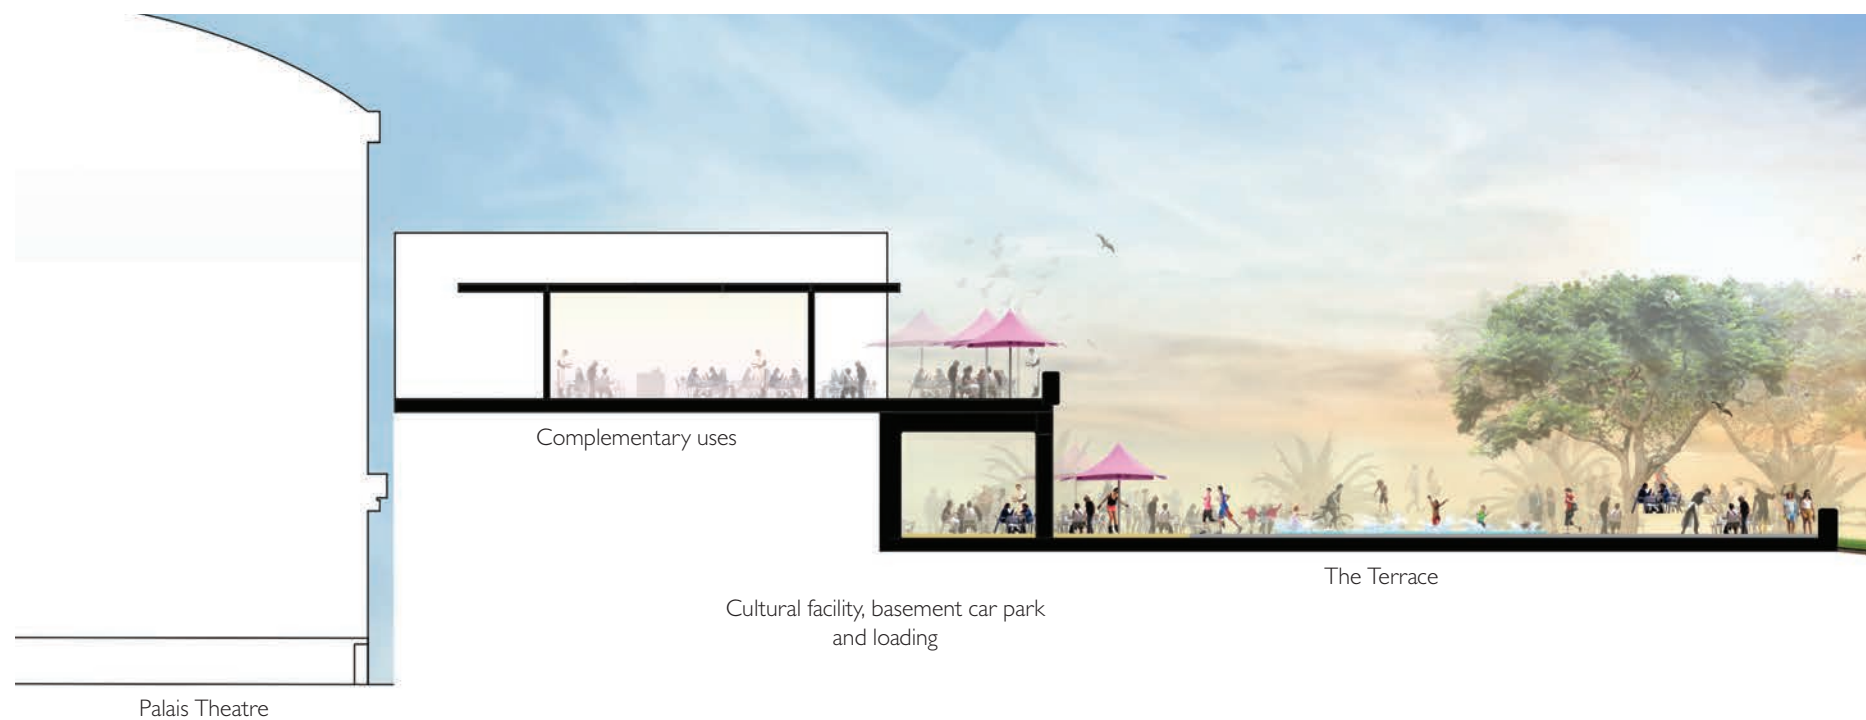 Complementary uses
The Terrace
Cultural facility, basement car park
and loading
Palais Theatre